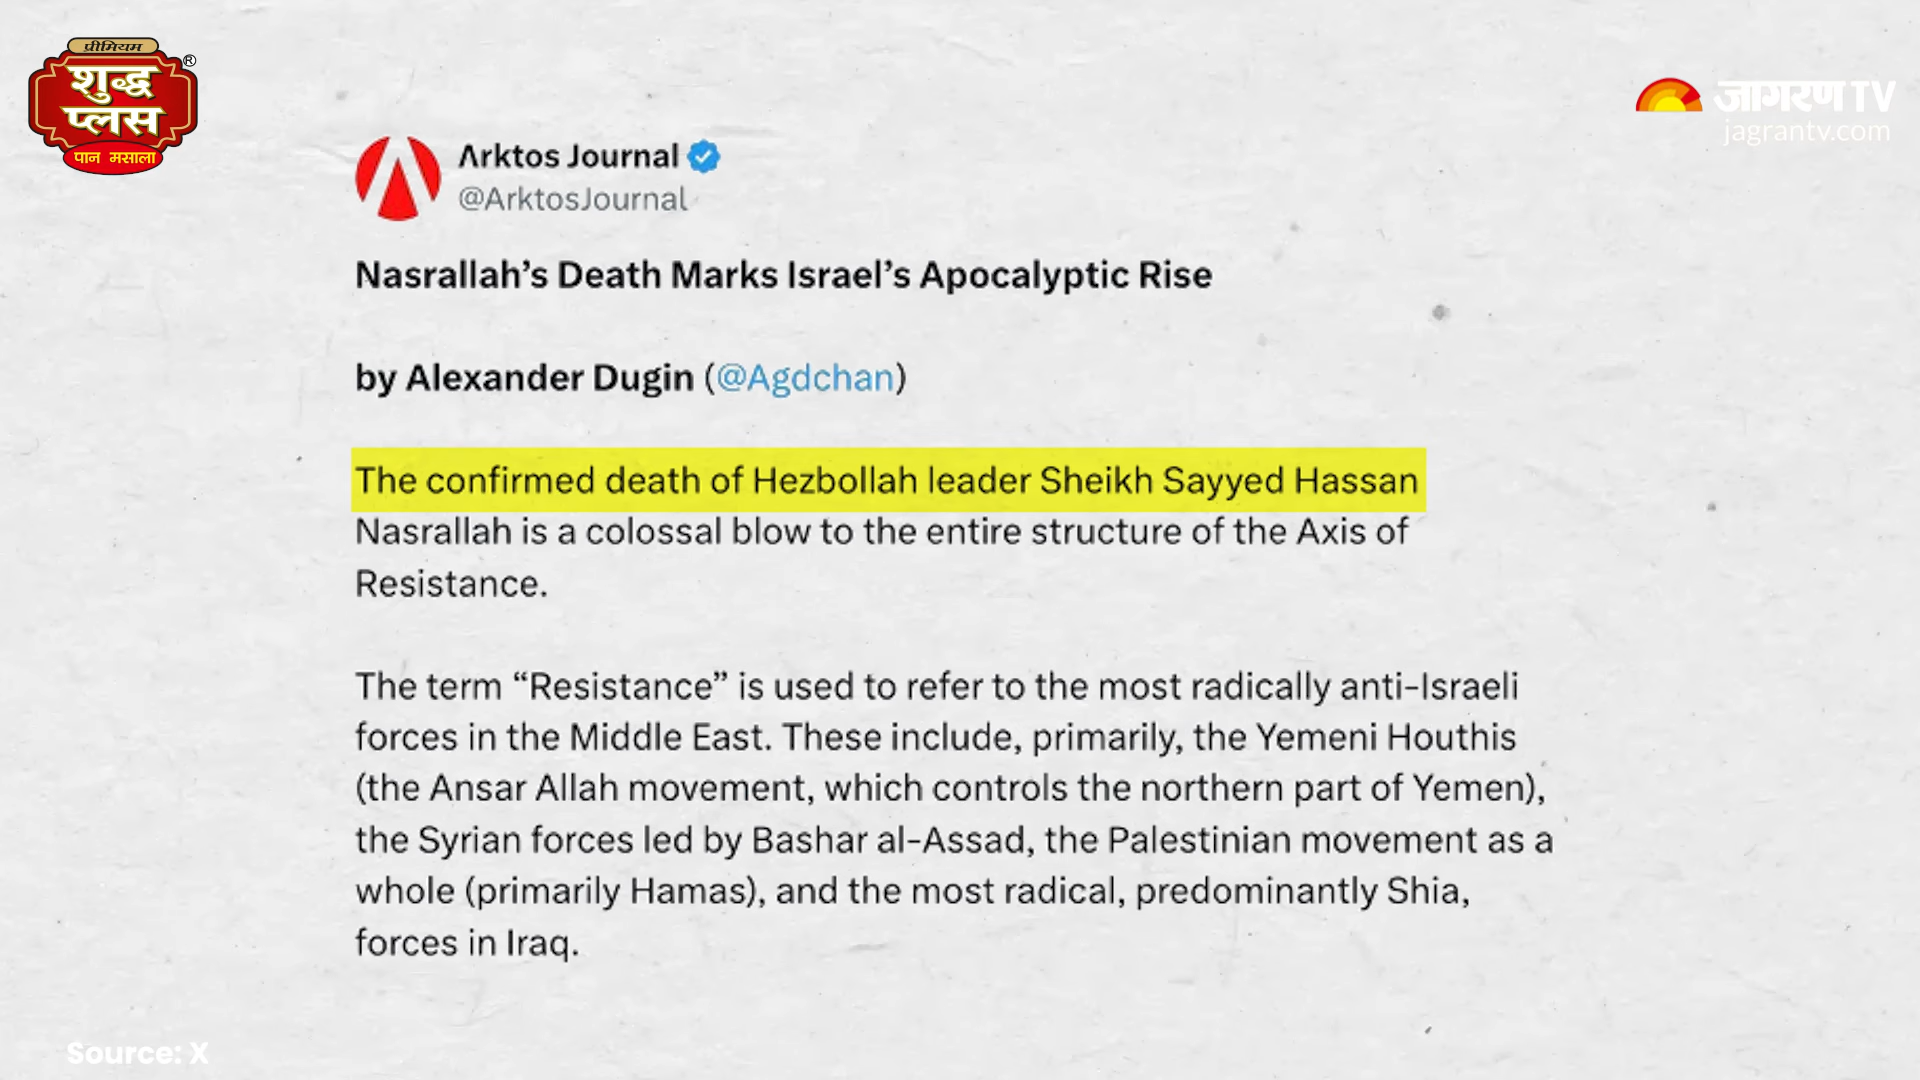 प्रीमियम
शुद्ध
प्लस
पान मसाला
®
जागरण TV
jagrantv.com
Arktos Journal
@ArktosJournal
Nasrallah’s Death Marks Israel’s Apocalyptic Rise
by Alexander Dugin (@Agdchan)
The confirmed death of Hezbollah leader Sheikh Sayyed Hassan
Nasrallah is a colossal blow to the entire structure of the Axis of
Resistance.
The term “Resistance” is used to refer to the most radically anti-Israeli
forces in the Middle East. These include, primarily, the Yemeni Houthis
(the Ansar Allah movement, which controls the northern part of Yemen),
the Syrian forces led by Bashar al-Assad, the Palestinian movement as a
whole (primarily Hamas), and the most radical, predominantly Shia,
forces in Iraq.
Source: X